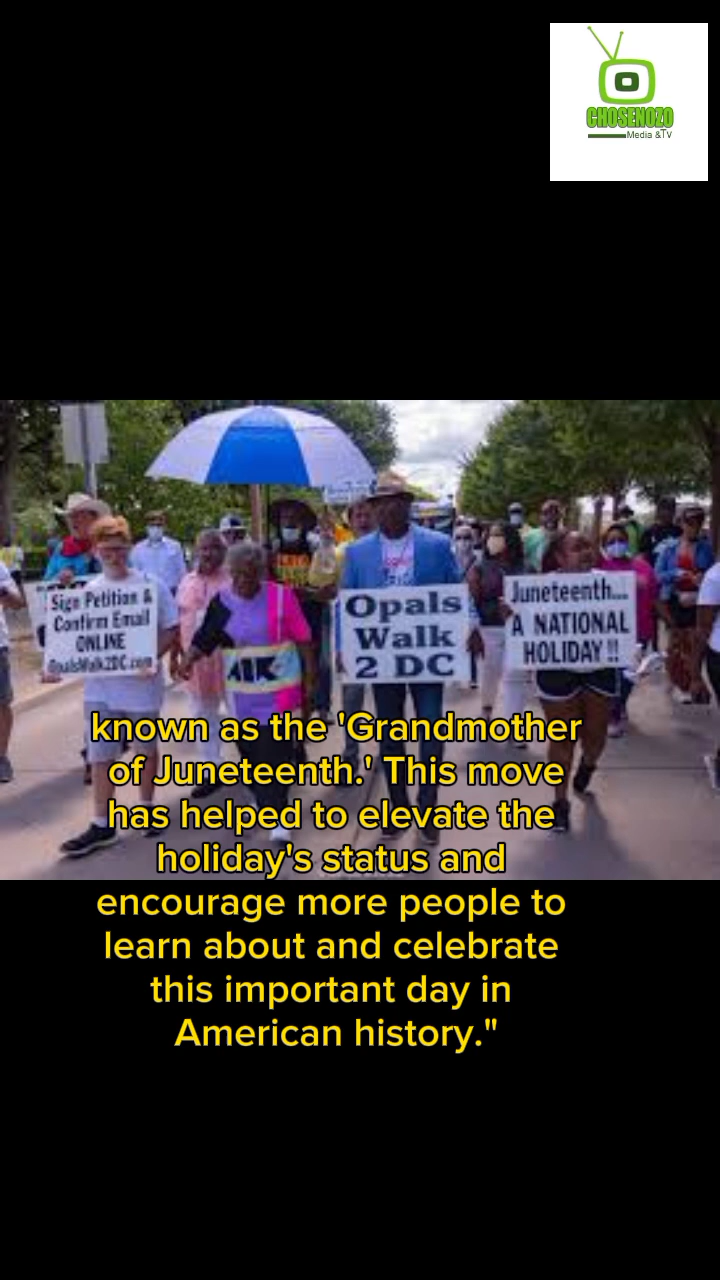 CHOSENOZO
Media &Tv
Sign Petition &
Confirm Email
ONLINE
OpalsWalk2DC.com
Opals
Walk
2 DC
Juneteenth...
A NATIONAL
HOLIDAY !!
known as the 'Grandmother
of Juneteenth.' This move
has helped to elevate the
holiday's status and
encourage more people to
learn about and celebrate
this important day in
American history."